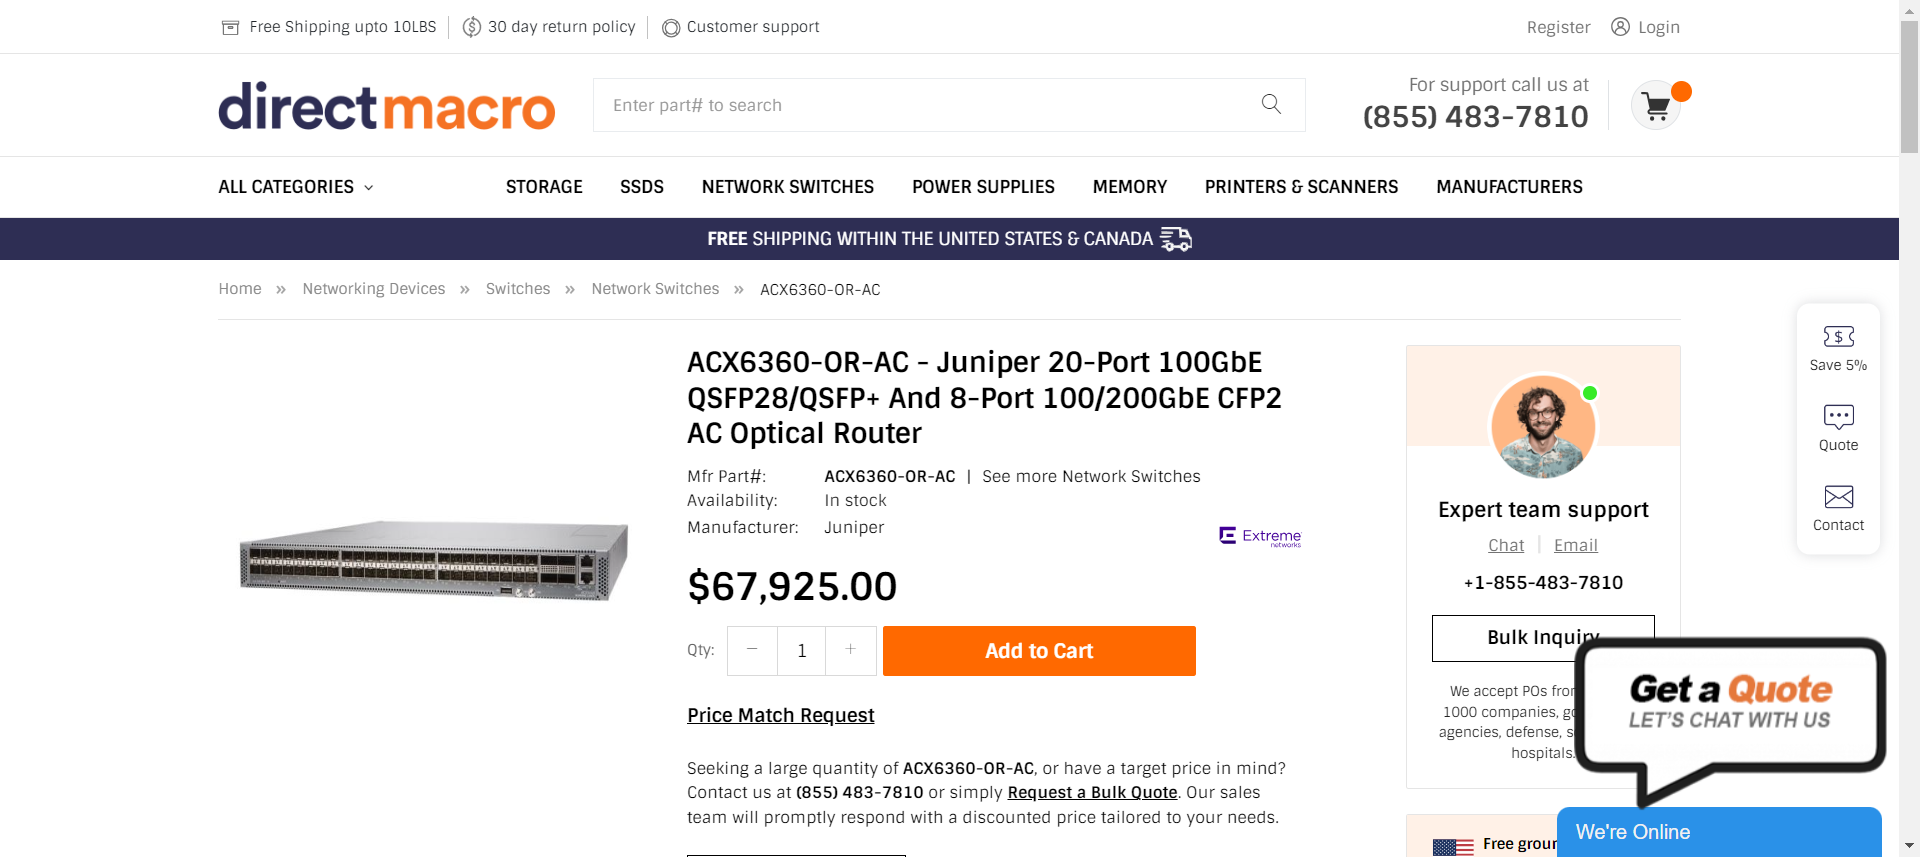 Free Shipping upto 10LBS
30 day return policy
Customer support
Register
Login
directmacro
Enter part# to search
For support call us at
(855) 483-7810
ALL CATEGORIES
STORAGE
SSDS
NETWORK SWITCHES
POWER SUPPLIES
MEMORY
PRINTERS & SCANNERS
MANUFACTURERS
FREE SHIPPING WITHIN THE UNITED STATES & CANADA
Home » Networking Devices » Switches » Network Switches » ACX6360-OR-AC
ACX6360-OR-AC - Juniper 20-Port 100GbE
QSFP28/QSFP+ And 8-Port 100/200GbE CFP2
AC Optical Router
Mfr Part#: ACX6360-OR-AC | See more Network Switches
Availability: In stock
Manufacturer: Juniper
Extreme
networks
$67,925.00
Qty: − 1 +
Add to Cart
Price Match Request
Seeking a large quantity of ACX6360-OR-AC, or have a target price in mind?
Contact us at (855) 483-7810 or simply Request a Bulk Quote. Our sales
team will promptly respond with a discounted price tailored to your needs.
Expert team support
Chat | Email
+1-855-483-7810
Bulk Inquiry
We accept POs
1000 companies,
agencies, defense,
hospitals.
Free
Save 5%
Quote
Contact
Get a Quote
LET'S CHAT WITH US
We're Online